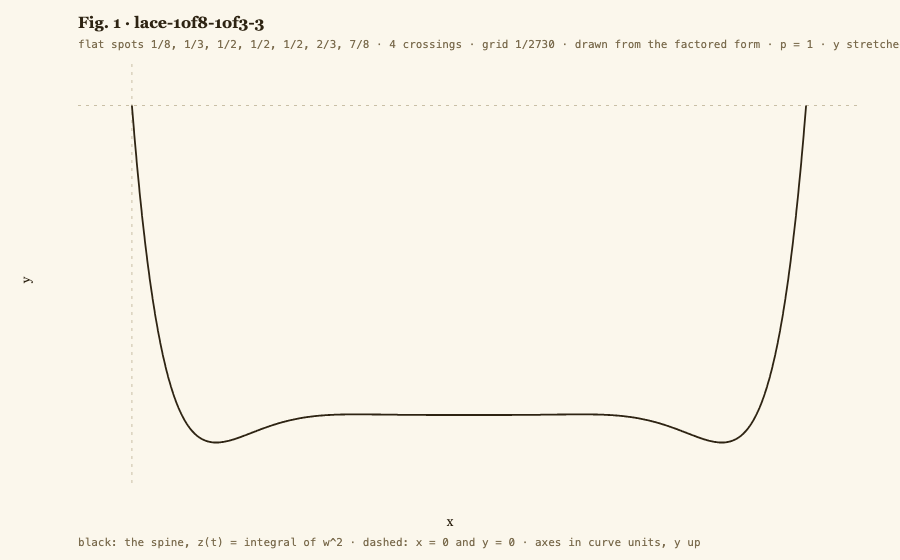 Fig. 1 · lace-1of8-1of3-3
flat spots 1/8, 1/3, 1/2, 1/2, 1/2, 2/3, 7/8 · 4 crossings · grid 1/2730 · drawn from the factored form · p = 1 · y stretche
y
x
black: the spine, z(t) = integral of w^2 · dashed: x = 0 and y = 0 · axes in curve units, y up